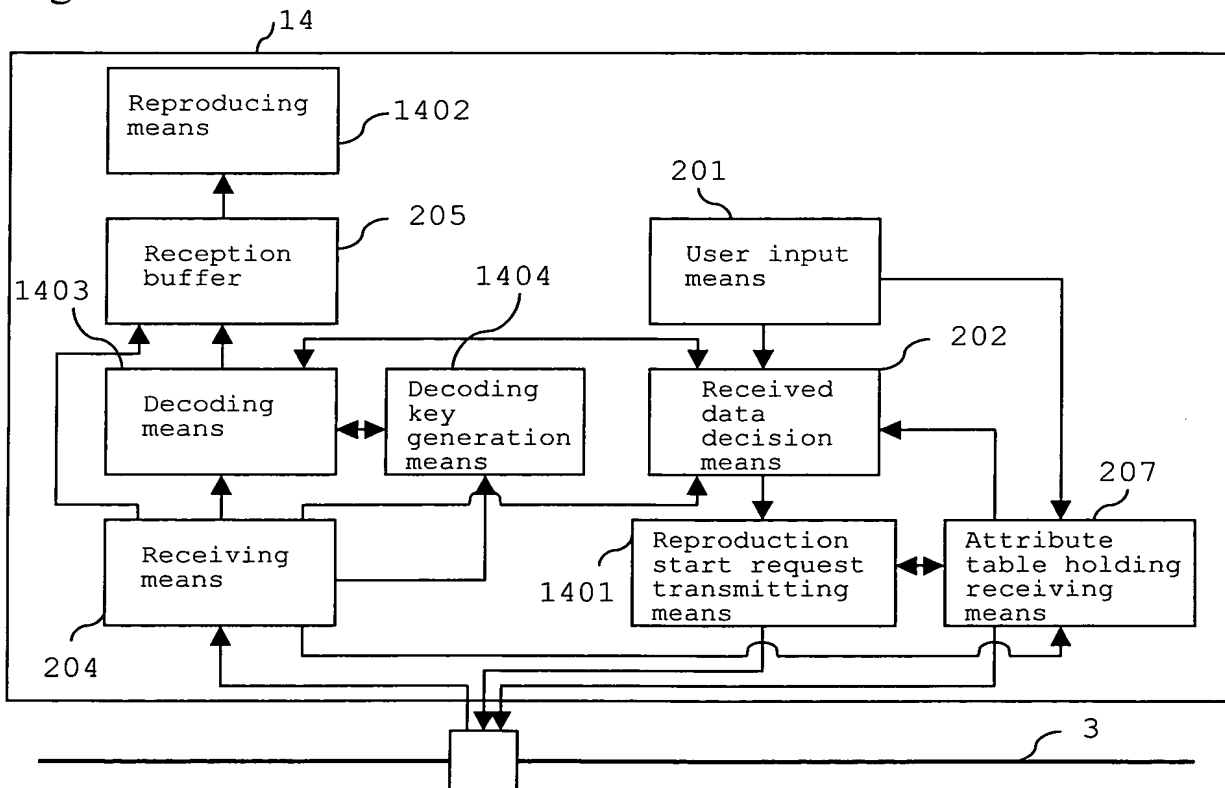 14
Reproducing
means
1402
201
205
Reception
buffer
User input
means
1403
1404
202
Decoding
means
Decoding
key
generation
means
Received
data
decision
means
207
Receiving
means
Reproduction
start request
transmitting
means
Attribute
table holding
receiving
means
1401
204
3